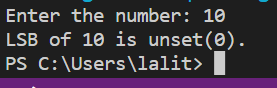 Enter the number: 10
LSB of 10 is unset(0).
PS C:\Users\lalit>